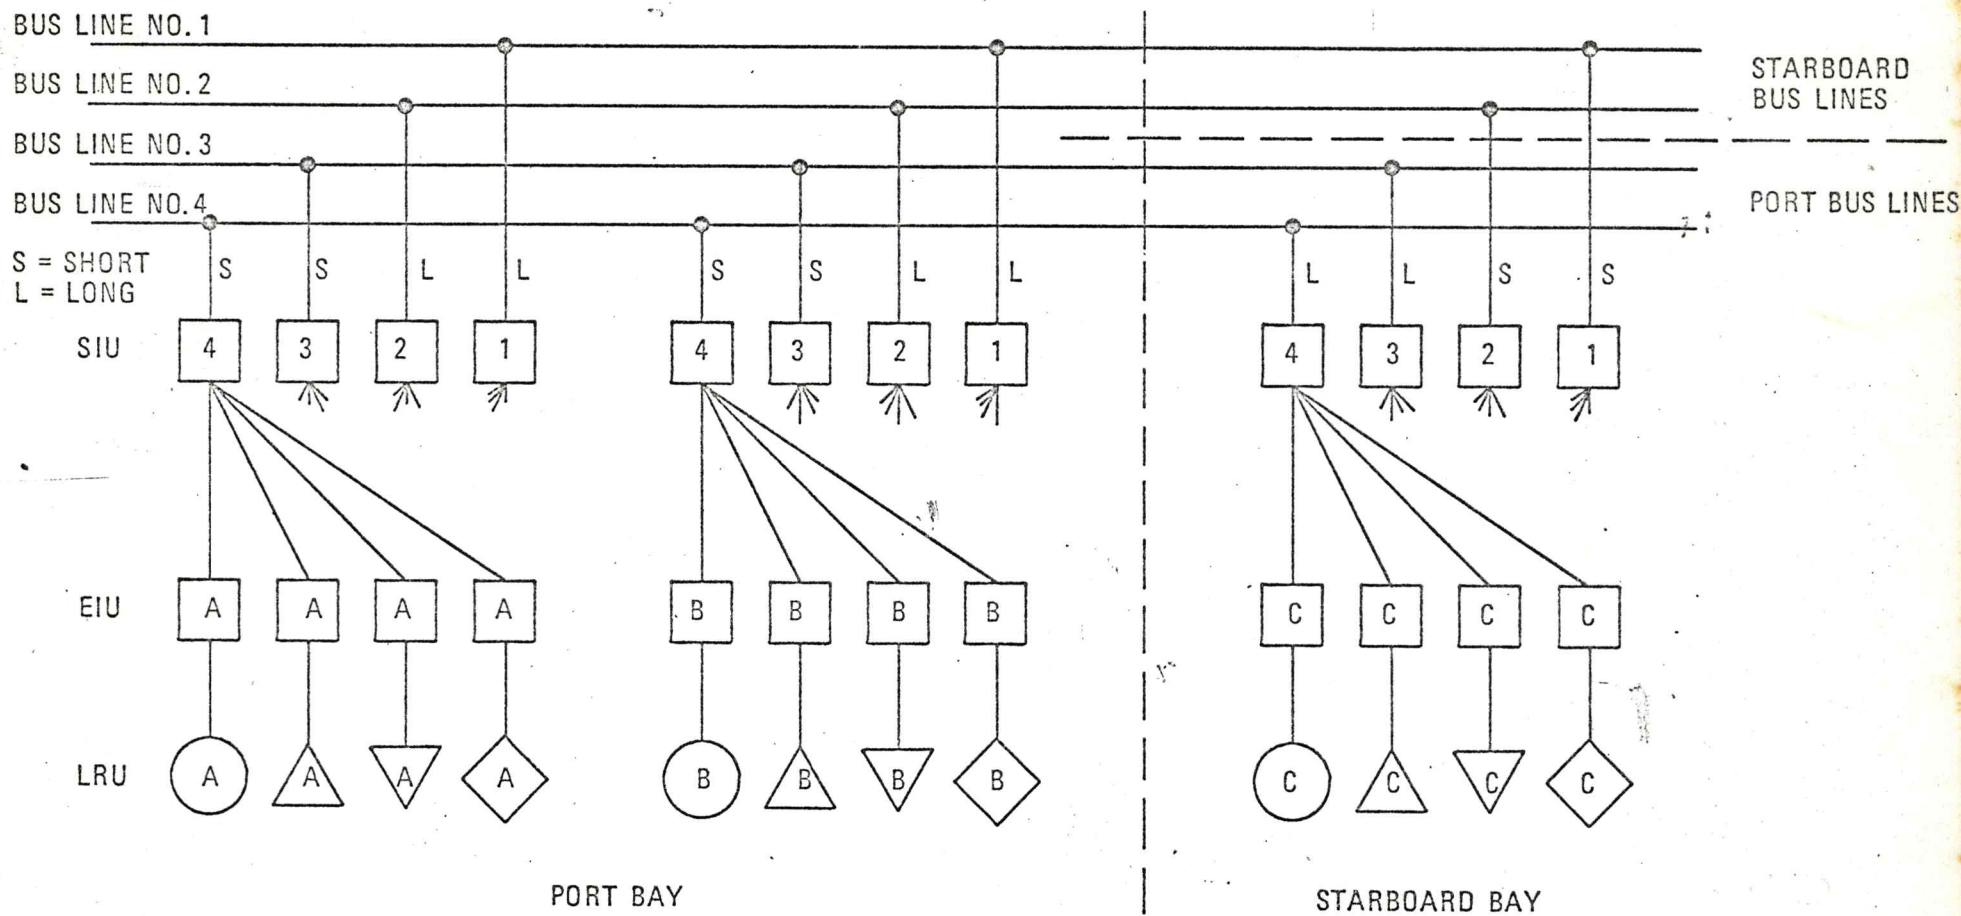 BUS LINE NO. 1
BUS LINE NO. 2
STARBOARD
BUS LINES
BUS LINE NO. 3
BUS LINE NO. 4
PORT BUS LINES
S = SHORT
L = LONG
S S L L S S L L L L S S
SIU 4 3 2 1 4 3 2 1 4 3 2 1
EIU A A A A B B B B C C C C
LRU A A A A B B B B C C C C
PORT BAY STARBOARD BAY